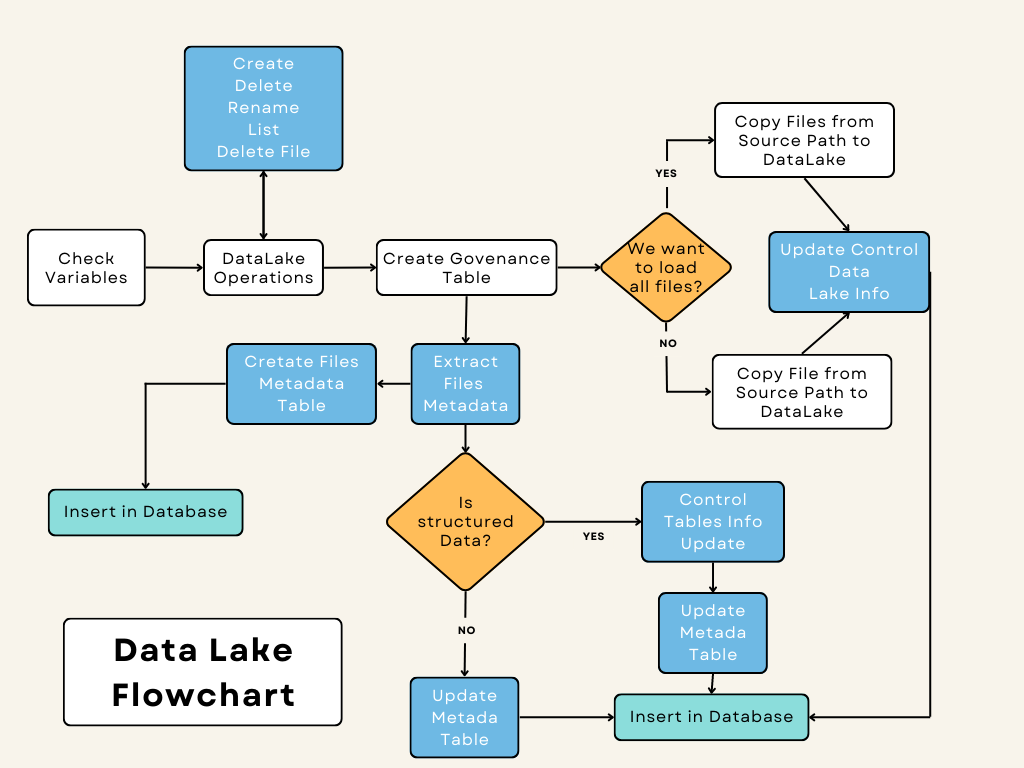 Create
Delete
Rename
List
Delete File
Check
Variables
DataLake
Operations
Create Govenance
Table
We want
to load
all files?
YES
Copy Files from
Source Path to
DataLake
Update Control
Data
Lake Info
NO
Copy File from
Source Path to
DataLake
Cretate Files
Metadata
Table
Extract
Files
Metadata
Insert in Database
Is
structured
Data?
YES
Control
Tables Info
Update
Update
Metada
Table
NO
Update
Metada
Table
Insert in Database
Data Lake
Flowchart